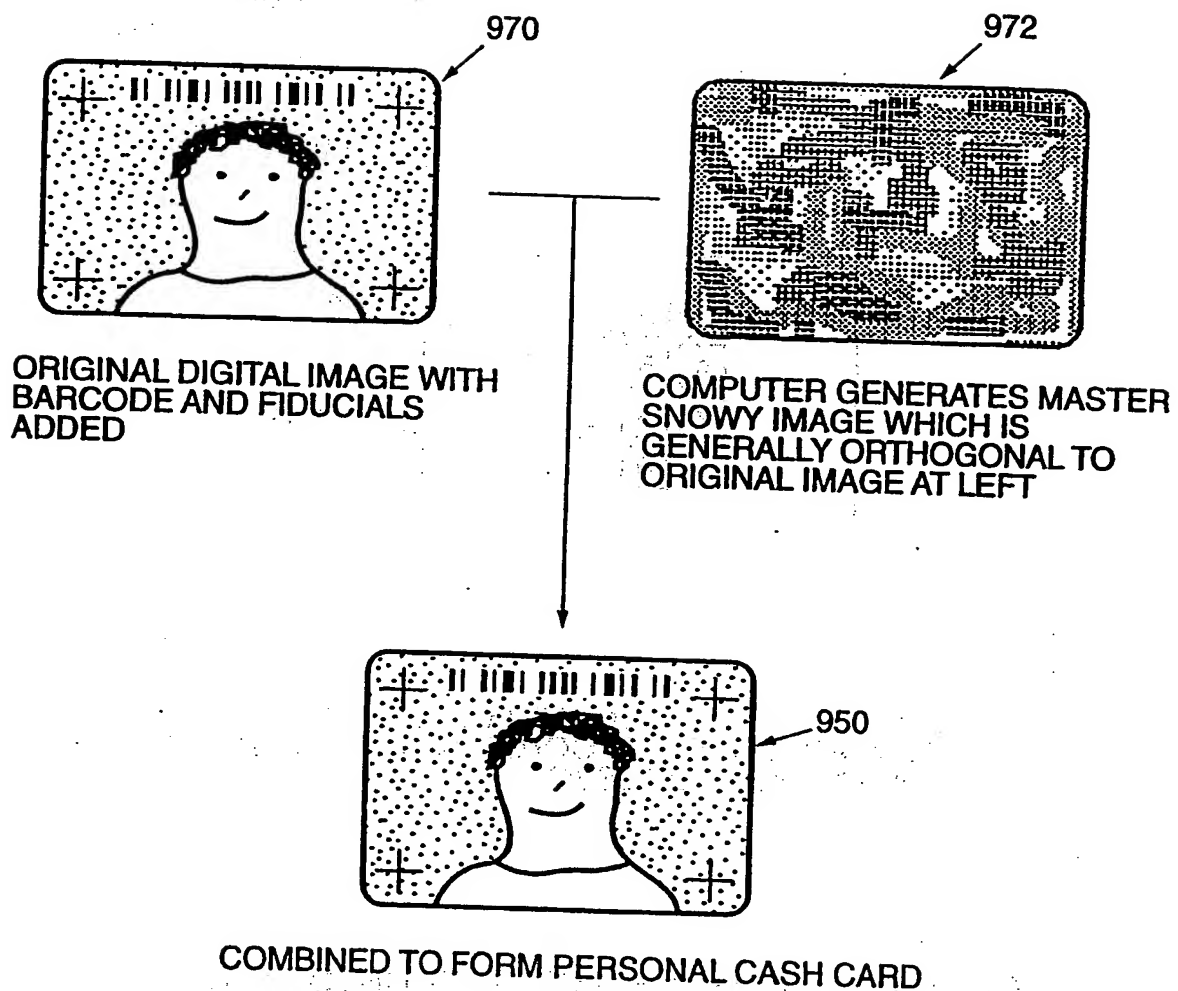 970
972
ORIGINAL DIGITAL IMAGE WITH
BARCODE AND FIDUCIALS
ADDED
COMPUTER GENERATES MASTER
SNOWY IMAGE WHICH IS
GENERALLY ORTHOGONAL TO
ORIGINAL IMAGE AT LEFT
950
COMBINED TO FORM PERSONAL CASH CARD